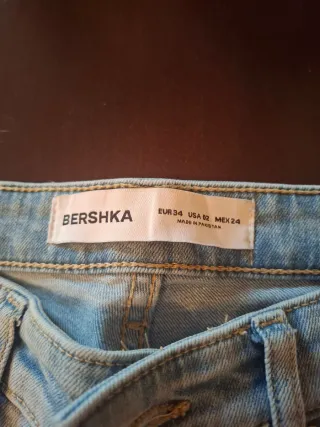 BERSHKA
EUR 34 USA 02 MEX 24
MADE IN PAKISTAN